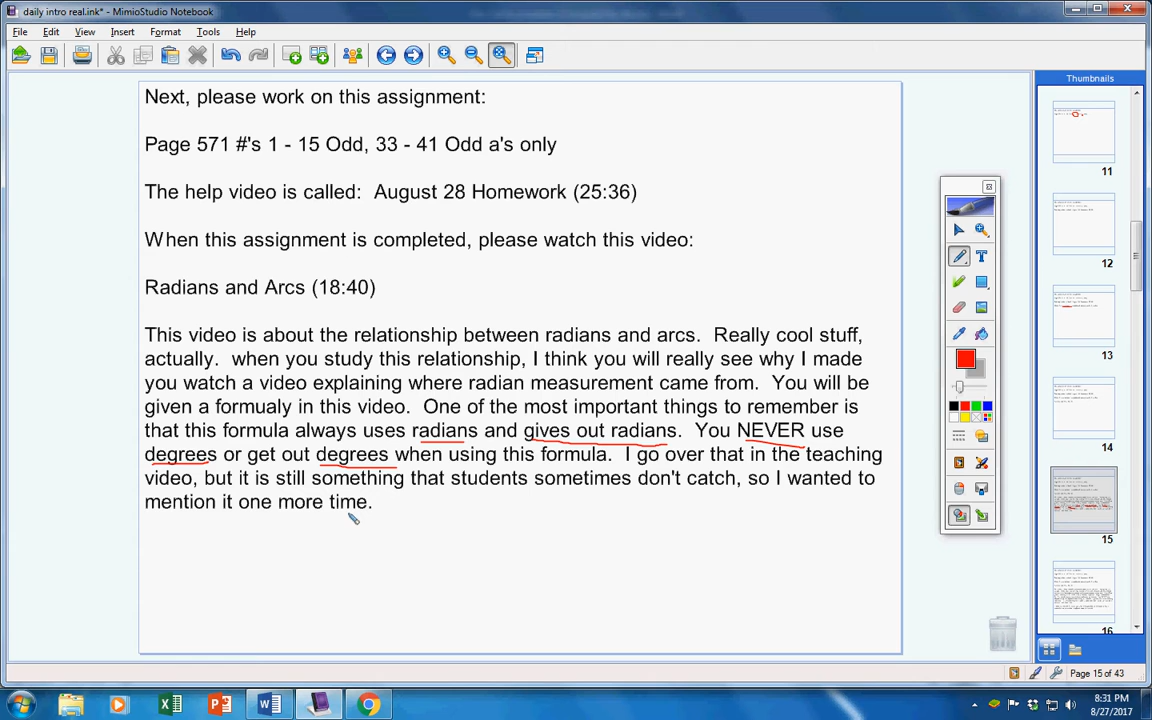 daily intro real.ink* - MimioStudio Notebook
File Edit View Insert Format Tools Help
Thumbnails
Next, please work on this assignment:
Page 571 #'s 1 - 15 Odd, 33 - 41 Odd a's only
The help video is called:  August 28 Homework (25:36)
When this assignment is completed, please watch this video:
Radians and Arcs (18:40)
This video is about the relationship between radians and arcs.  Really cool stuff,
actually.  when you study this relationship, I think you will really see why I made
you watch a video explaining where radian measurement came from.  You will be
given a formualy in this video.  One of the most important things to remember is
that this formula always uses radians and gives out radians.  You NEVER use
degrees or get out degrees when using this formula.  I go over that in the teaching
video, but it is still something that students sometimes don't catch, so I wanted to
mention it one more time.
11
12
13
14
15
16
Page 15 of 43
8:31 PM
8/27/2017